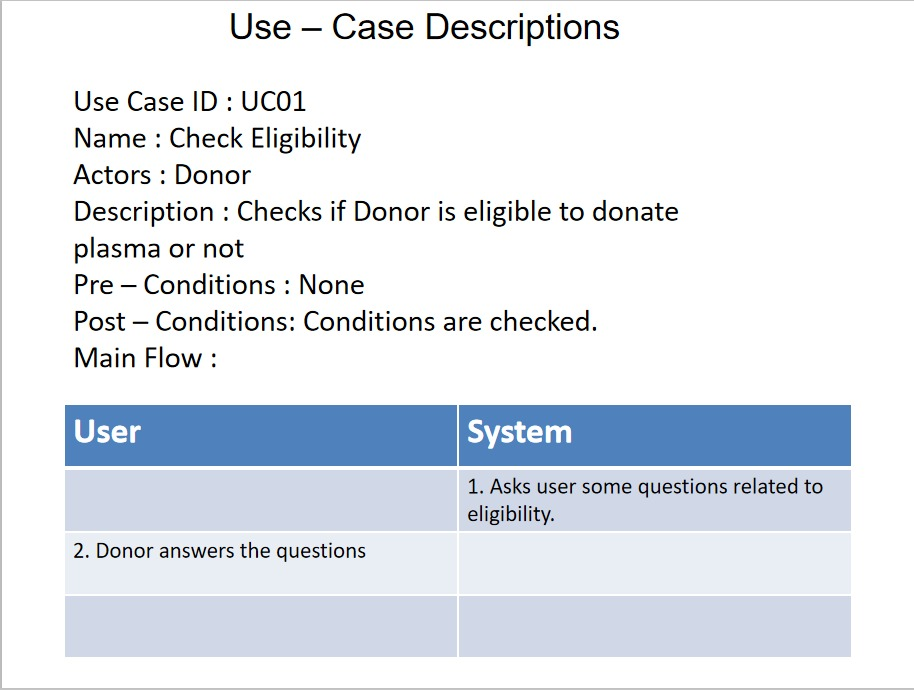 Use – Case Descriptions
Use Case ID : UC01
Name : Check Eligibility
Actors : Donor
Description : Checks if Donor is eligible to donate
plasma or not
Pre – Conditions : None
Post – Conditions: Conditions are checked.
Main Flow :
User System
1. Asks user some questions related to
eligibility.
2. Donor answers the questions